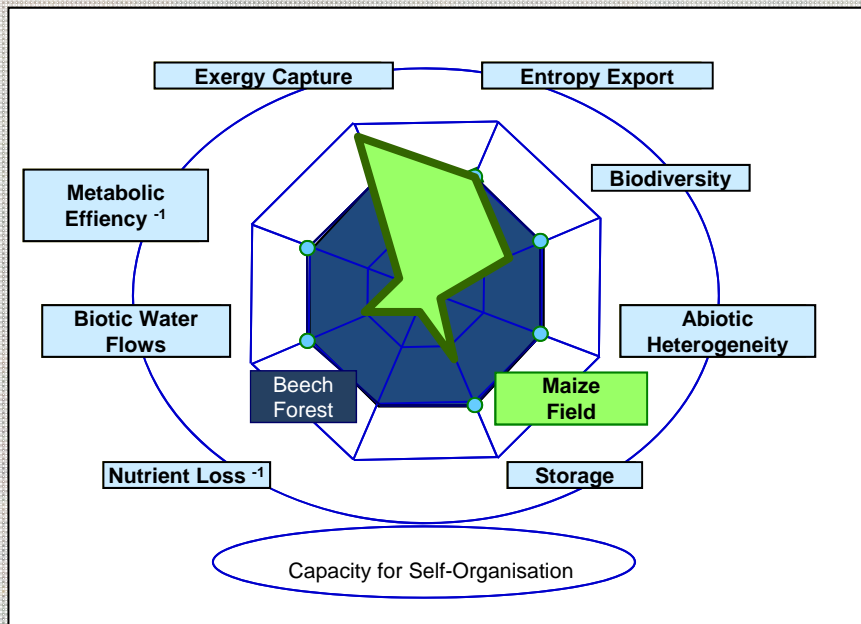 Exergy Capture
Entropy Export
Metabolic
Effiency -1
Biodiversity
Biotic Water
Flows
Abiotic
Heterogeneity
Beech
Forest
Maize
Field
Nutrient Loss -1
Storage
Capacity for Self-Organisation